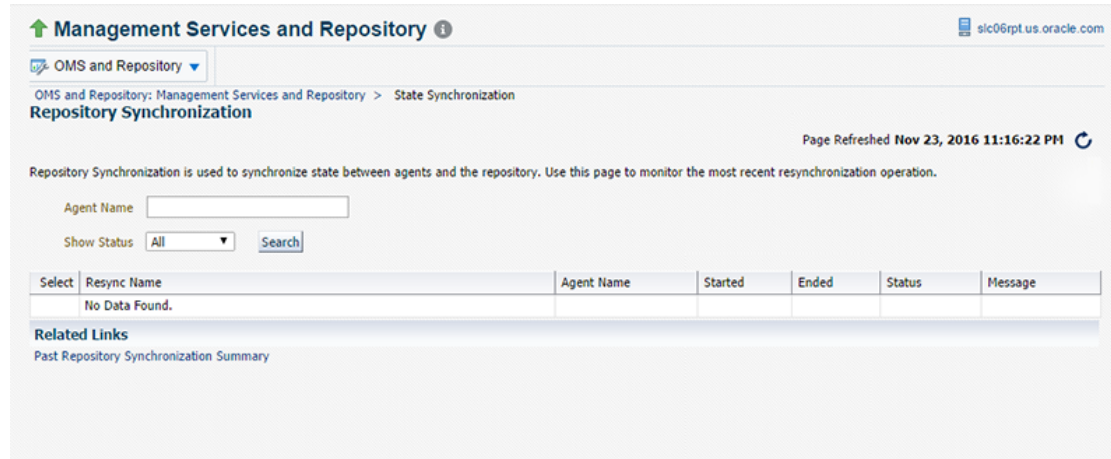 Management Services and Repository
slc06rpt.us.oracle.com
OMS and Repository
OMS and Repository: Management Services and Repository > State Synchronization
Repository Synchronization
Page Refreshed Nov 23, 2016 11:16:22 PM
Repository Synchronization is used to synchronize state between agents and the repository. Use this page to monitor the most recent resynchronization operation.
Agent Name
Show Status All Search
Select Resync Name Agent Name Started Ended Status Message
No Data Found.
Related Links
Past Repository Synchronization Summary